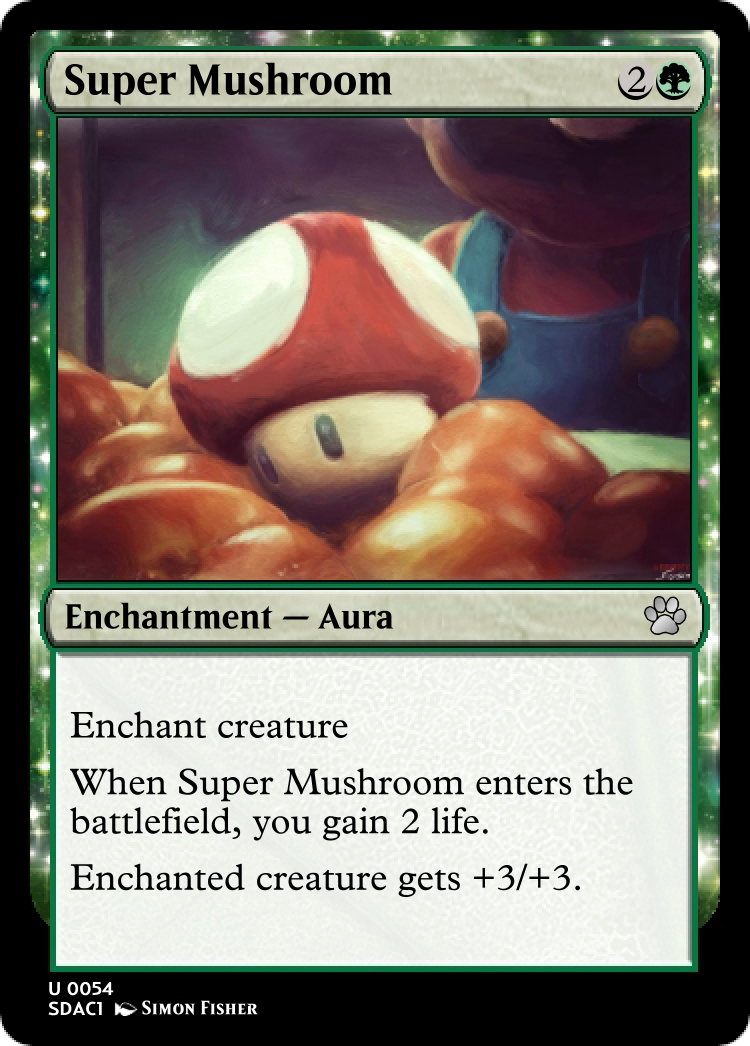 Super Mushroom 2
Enchantment — Aura
Enchant creature
When Super Mushroom enters the
battlefield, you gain 2 life.
Enchanted creature gets +3/+3.
U 0054
SDAC1 SIMON FISHER